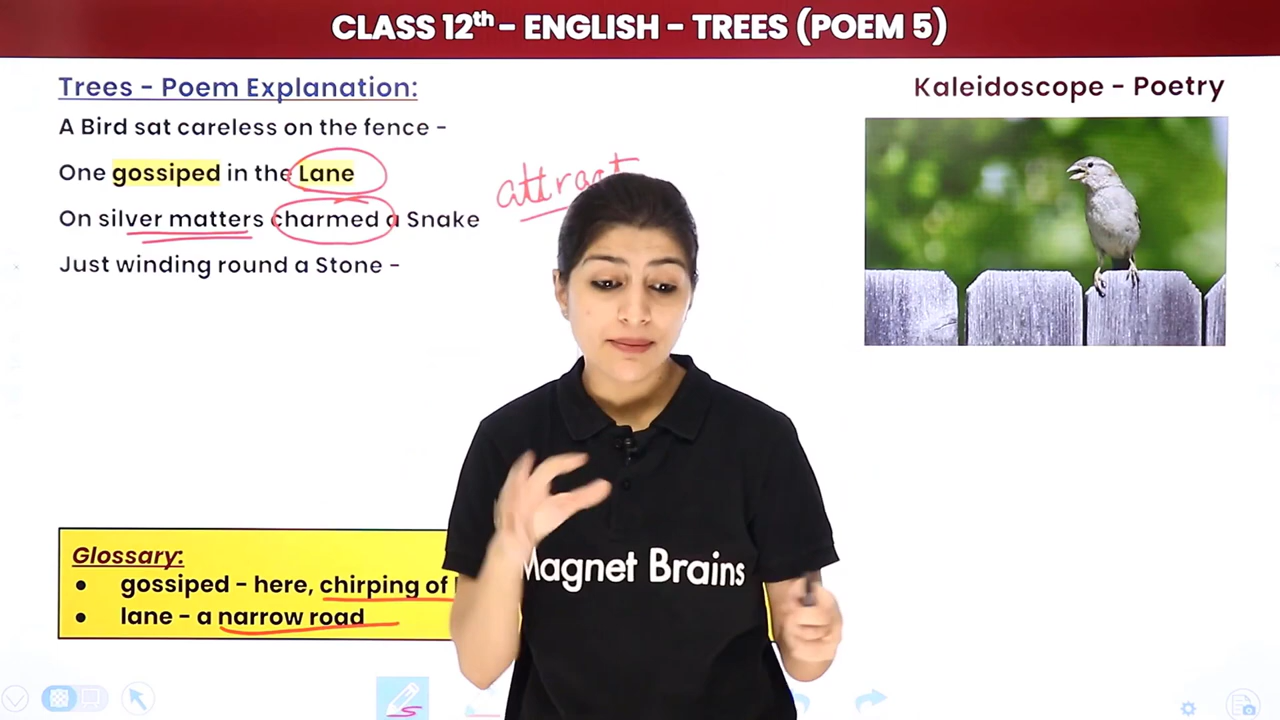 CLASS 12th – ENGLISH – TREES (POEM 5)
Trees - Poem Explanation:
Kaleidoscope - Poetry
A Bird sat careless on the fence -
One gossiped in the Lane
On silver matters charmed a Snake
Just winding round a Stone -
attract
Glossary:
• gossiped - here, chirping of
• lane - a narrow road
Magnet Brains